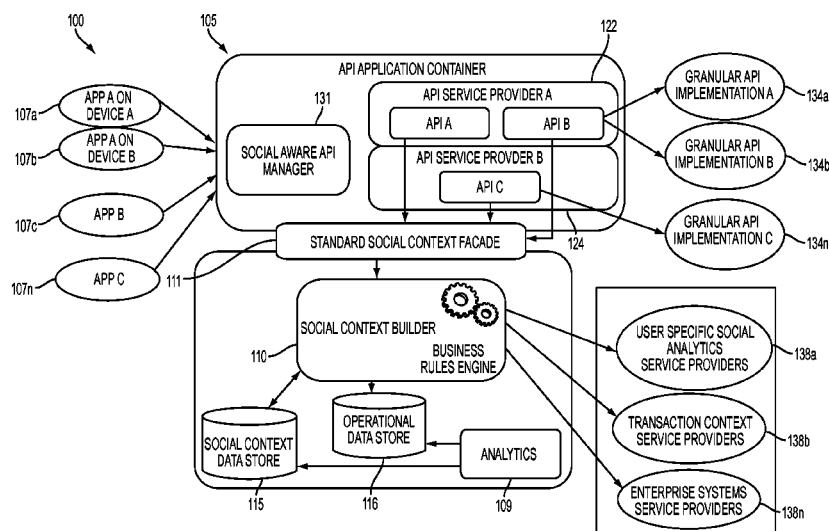 100
105
122
API APPLICATION CONTAINER
107a
APP A ON
DEVICE A
107b
APP A ON
DEVICE B
107c
APP B
107n
APP C
131
SOCIAL AWARE API
MANAGER
API SERVICE PROVIDER A
API A
API B
API SERVICE PROVDER B
API C
124
GRANULAR API
IMPLEMENTATION A
134a
GRANULAR API
IMPLEMENTATION B
134b
GRANULAR API
IMPLEMENTATION C
134n
111
STANDARD SOCIAL CONTEXT FACADE
110
SOCIAL CONTEXT BUILDER
BUSINESS
RULES ENGINE
SOCIAL CONTEXT
DATA STORE
115
OPERATIONAL
DATA STORE
116
ANALYTICS
109
USER SPECIFIC SOCIAL
ANALYTICS
SERVICE PROVIDERS
138a
TRANSACTION CONTEXT
SERVICE PROVIDERS
138b
ENTERPRISE SYSTEMS
SERVICE PROVIDERS
138n